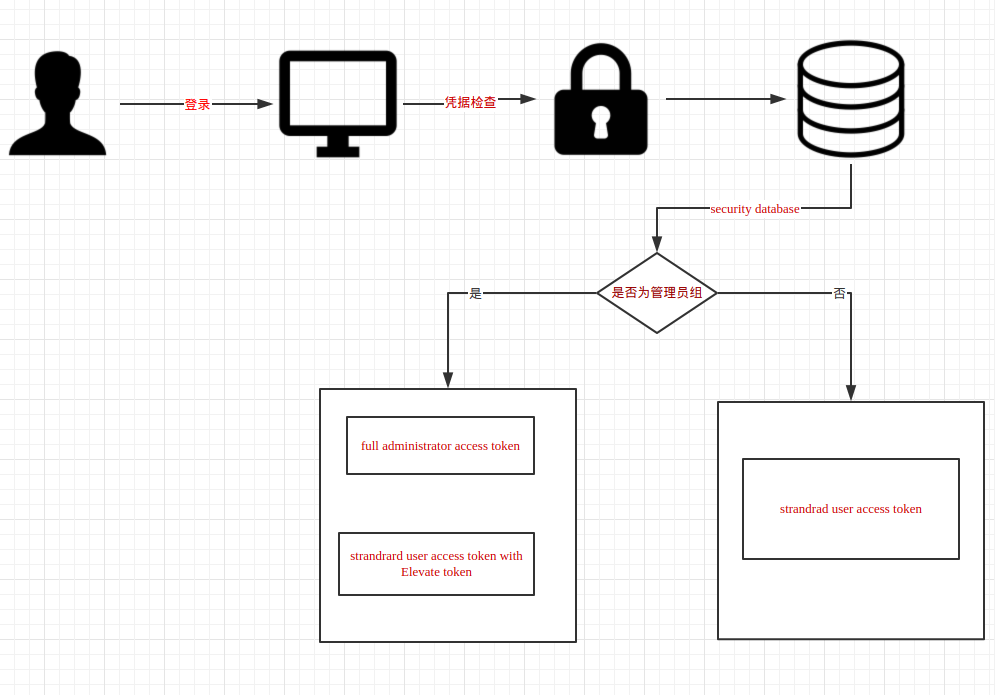 登录
凭据检查
security database
是否为管理员组
是
否
full administrator access token
strandrad user access token
strandrard user access token with
Elevate token